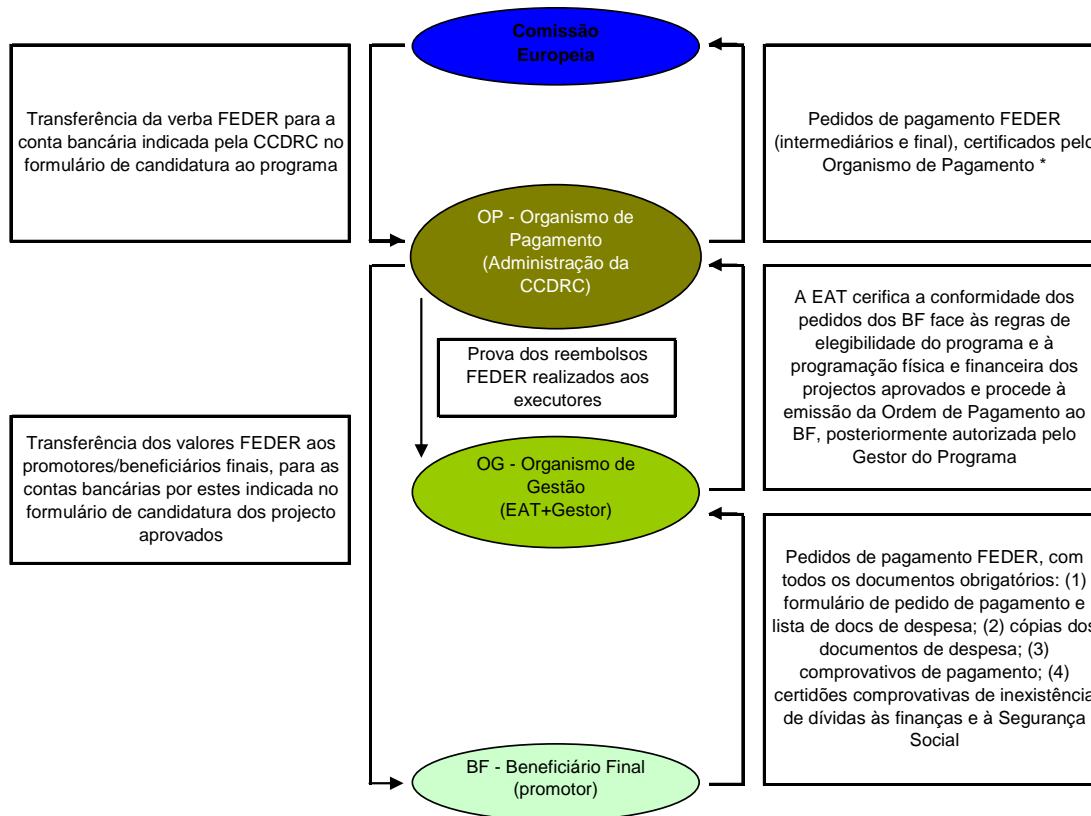 Comissão
Europeia
Transferência da verba FEDER para a
conta bancária indicada pela CCDRC no
formulário de candidatura ao programa
Pedidos de pagamento FEDER
(intermediários e final), certificados pelo
Organismo de Pagamento *
OP - Organismo de
Pagamento
(Administração da
CCDRC)
A EAT cerifica a conformidade dos
pedidos dos BF face às regras de
elegibilidade do programa e à
programação física e financeira dos
projectos aprovados e procede à
emissão da Ordem de Pagamento ao
BF, posteriormente autorizada pelo
Gestor do Programa
Prova dos reembolsos
FEDER realizados aos
executores
Transferência dos valores FEDER aos
promotores/beneficiários finais, para as
contas bancárias por estes indicada no
formulário de candidatura dos projecto
aprovados
OG - Organismo de
Gestão
(EAT+Gestor)
Pedidos de pagamento FEDER, com
todos os documentos obrigatórios: (1)
formulário de pedido de pagamento e
lista de docs de despesa; (2) cópias dos
documentos de despesa; (3)
comprovativos de pagamento; (4)
certidões comprovativas de inexistência
de dívidas às finanças e à Segurança
Social
BF - Beneficiário Final
(promotor)